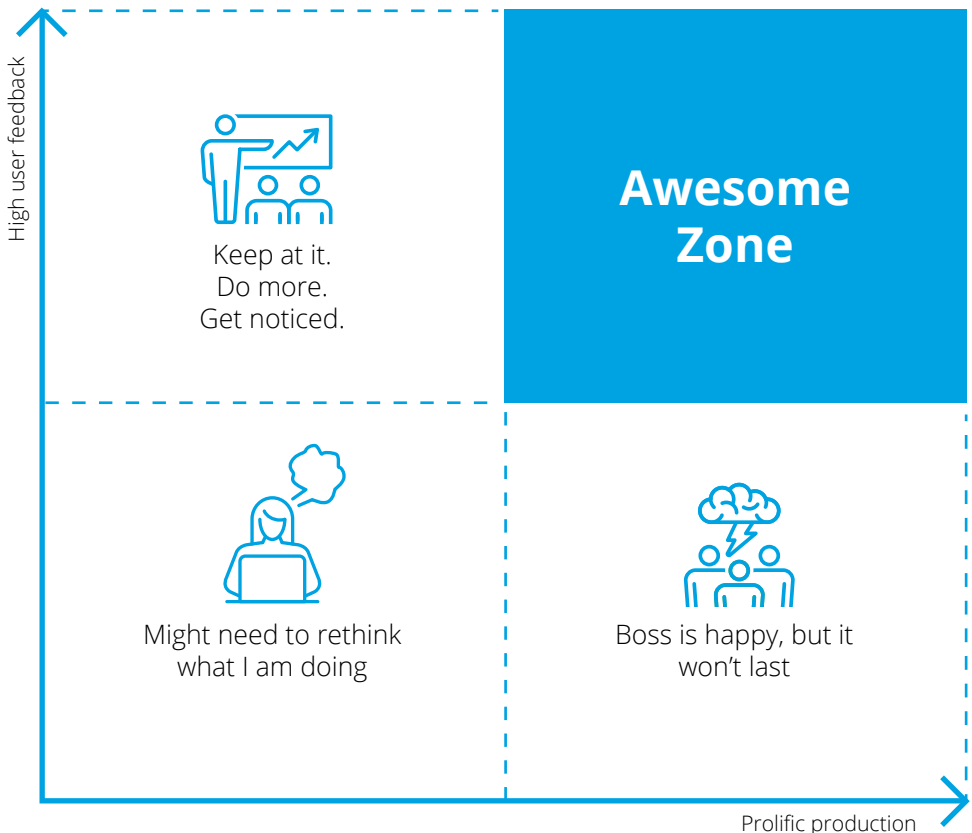 High user feedback
Keep at it.
Do more.
Get noticed.
Awesome
Zone
Might need to rethink
what I am doing
Boss is happy, but it
won’t last
Prolific production